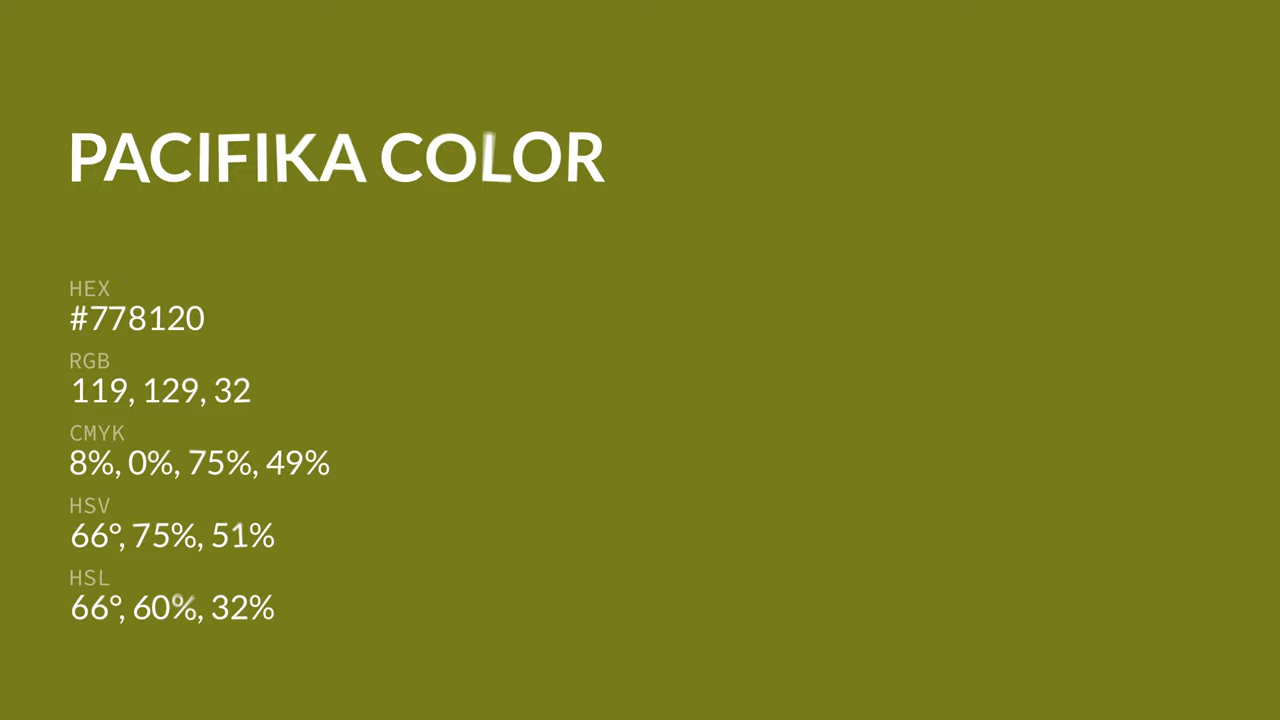 PACIFIKA COLOR
HEX
#778120
RGB
119, 129, 32
CMYK
8%, 0%, 75%, 49%
HSV
66°, 75%, 51%
HSL
66°, 60%, 32%